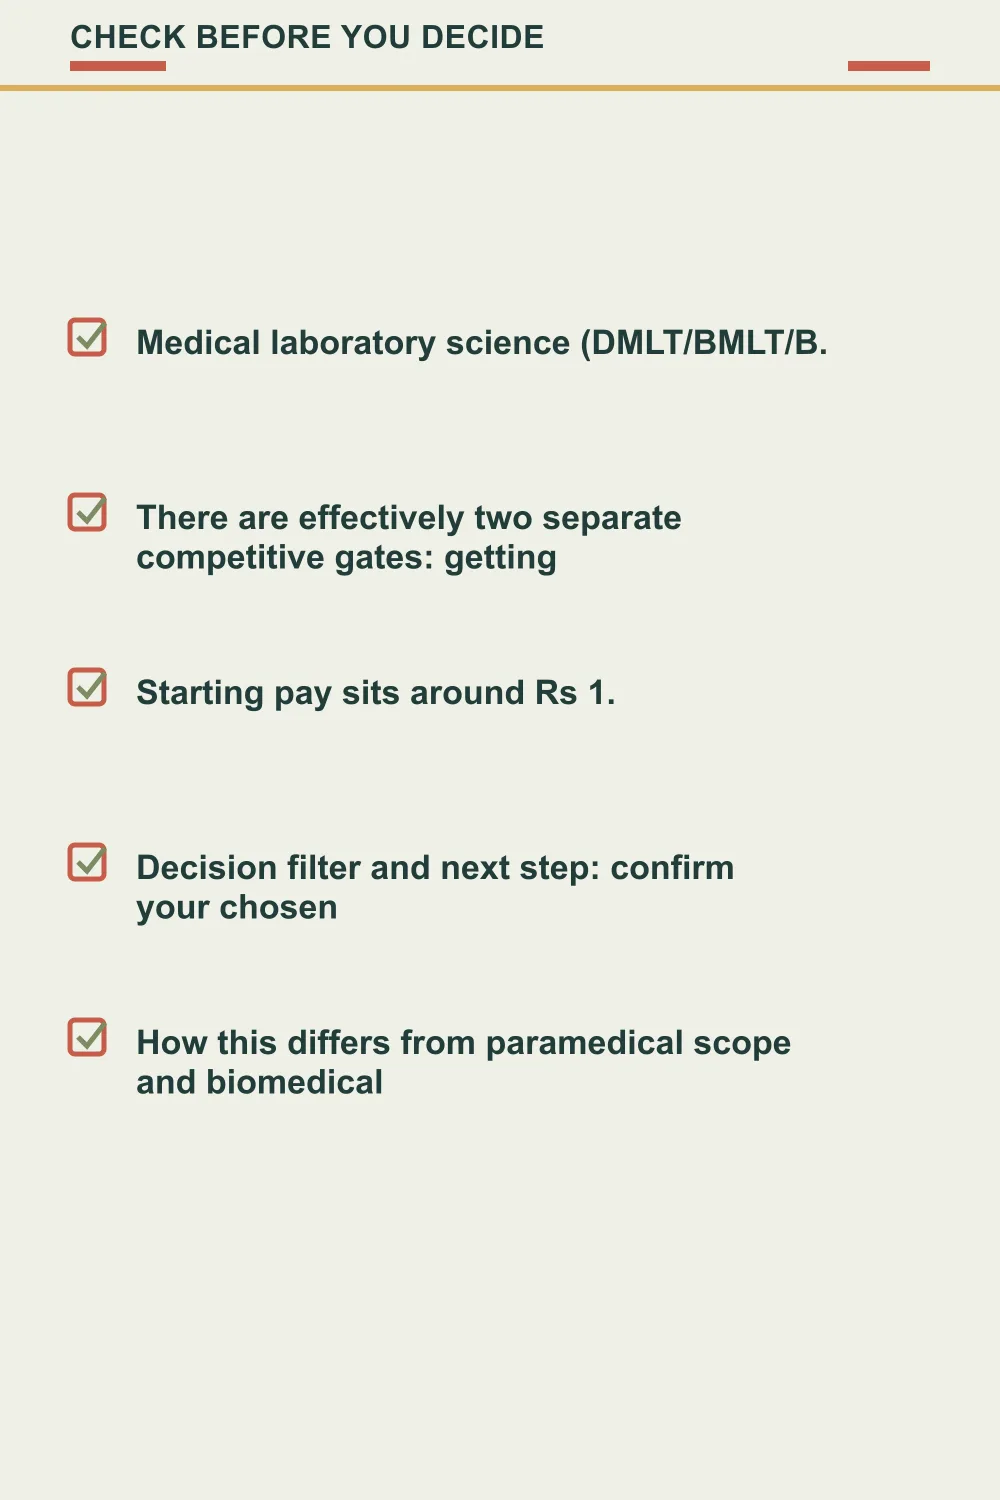 CHECK BEFORE YOU DECIDE
Medical laboratory science (DMLT/BMLT/B.
There are effectively two separate
competitive gates: getting
Starting pay sits around Rs 1.
Decision filter and next step: confirm
your chosen
How this differs from paramedical scope
and biomedical